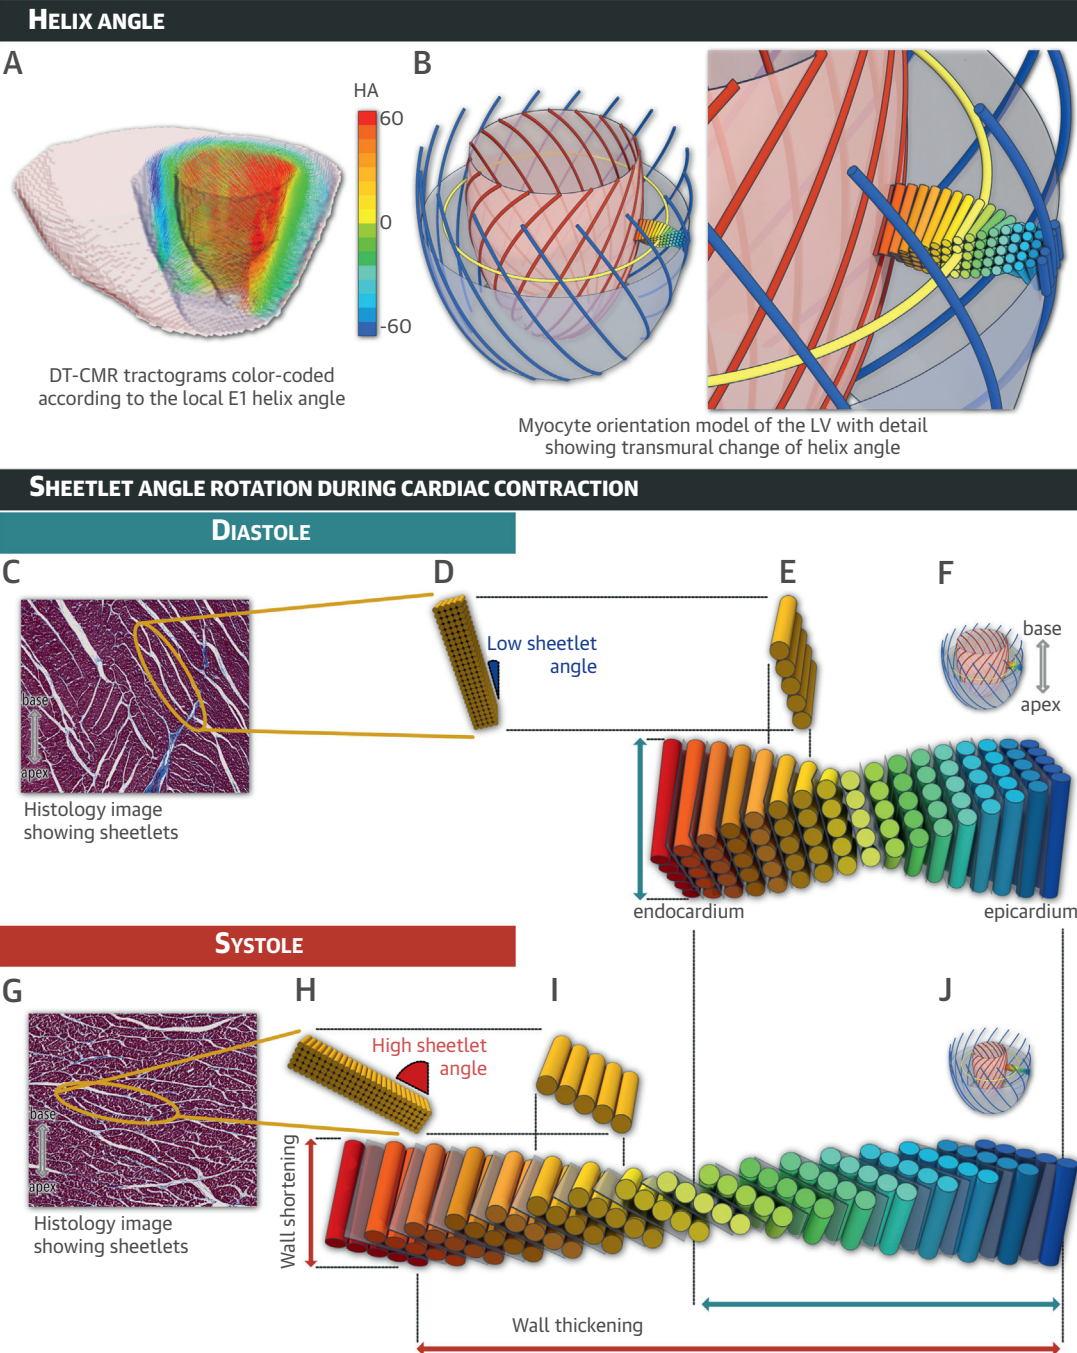 HELIX ANGLE
A
B
HA
60
0
-60
DT-CMR tractograms color-coded
according to the local E1 helix angle
Myocyte orientation model of the LV with detail
showing transmural change of helix angle
SHEETLET ANGLE ROTATION DURING CARDIAC CONTRACTION
DIASTOLE
C
D
E
F
base
apex
Histology image
showing sheetlets
Low sheetlet
angle
base
apex
endocardium
epicardium
SYSTOLE
G
H
I
J
base
apex
Histology image
showing sheetlets
High sheetlet
angle
Wall shortening
Wall thickening